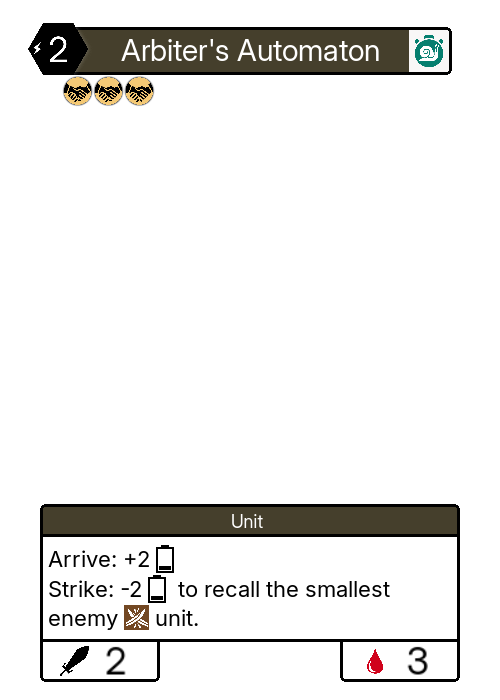 2 Arbiter's Automaton
Unit
Arrive: +2
Strike: -2 to recall the smallest
enemy unit.
2 3